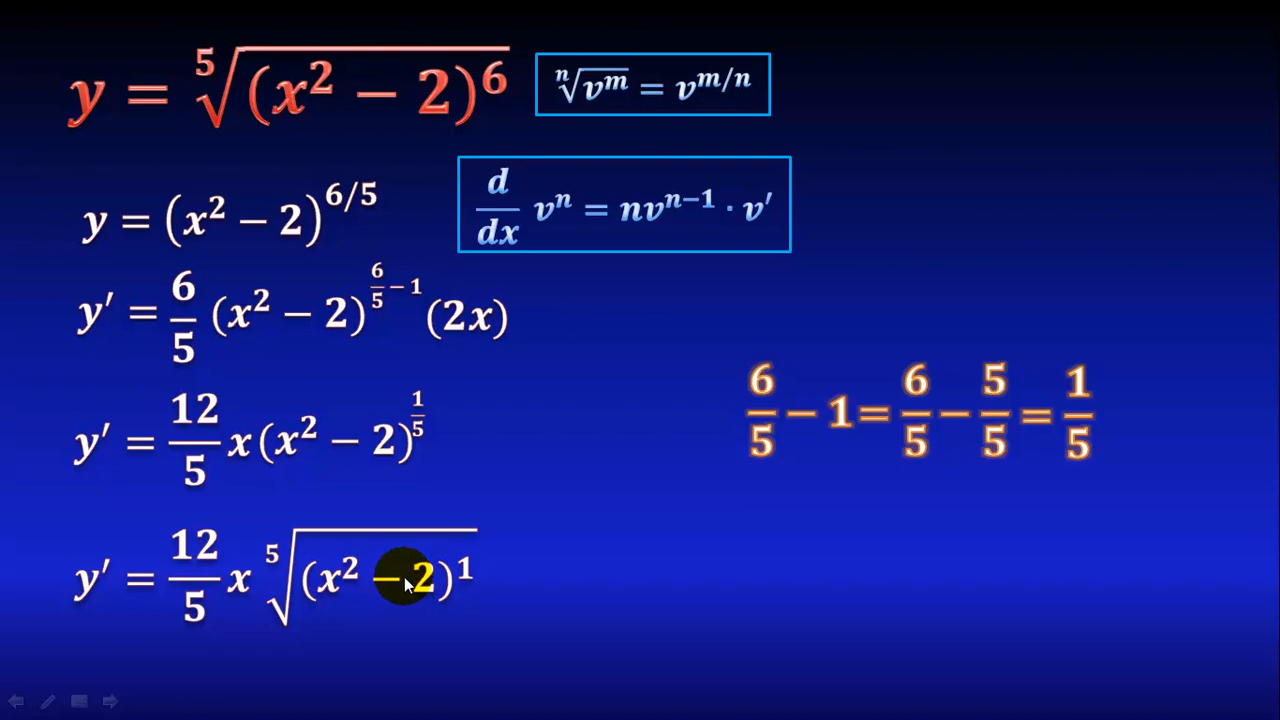 y = ⁵√(x² − 2)⁶
ⁿ√vᵐ = v^{m/n}
d/dx vⁿ = nvⁿ⁻¹ · v′
y = (x² − 2)^{6/5}
y′ = 6/5 (x² − 2)^{6/5 − 1} (2x)
6/5 − 1 = 6/5 − 5/5 = 1/5
y′ = 12/5 x (x² − 2)^{1/5}
y′ = 12/5 x ⁵√(x² − 2)¹